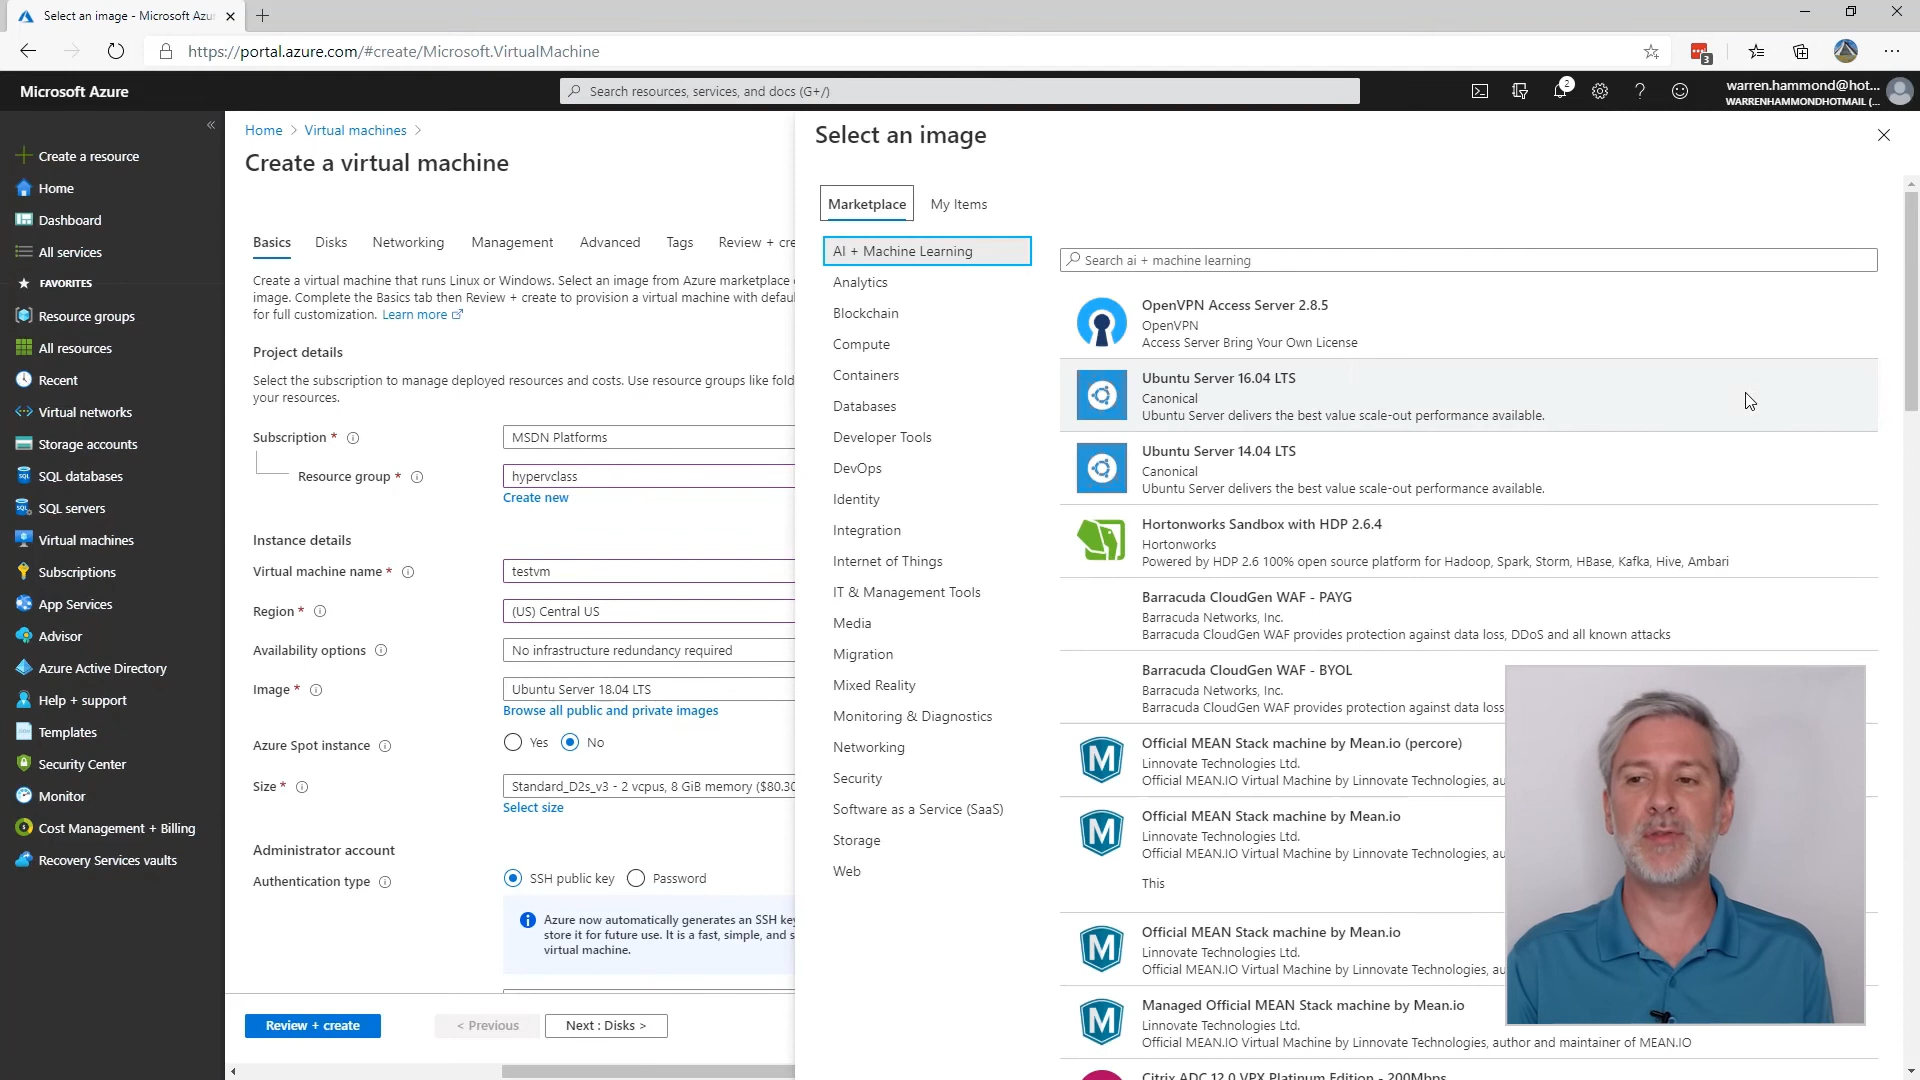 Select an image - Microsoft Azu
https://portal.azure.com/#create/Microsoft.VirtualMachine
3
Microsoft Azure
Search resources, services, and docs (G+/)
2
warren.hammond@hot...
WARRENHAMMONDHOTMAIL (...
Create a resource
Home
Dashboard
All services
FAVORITES
Resource groups
All resources
Recent
Virtual networks
Storage accounts
SQL databases
SQL servers
Virtual machines
Subscriptions
App Services
Advisor
Azure Active Directory
Help + support
Templates
Security Center
Monitor
Cost Management + Billing
Recovery Services vaults
Home > Virtual machines >
Create a virtual machine
Basics Disks Networking Management Advanced Tags Review + cre
Create a virtual machine that runs Linux or Windows. Select an image from Azure marketplace
image. Complete the Basics tab then Review + create to provision a virtual machine with defau
for full customization. Learn more
Project details
Select the subscription to manage deployed resources and costs. Use resource groups like fold
your resources.
Subscription *
MSDN Platforms
Resource group *
hypervclass
Create new
Instance details
Virtual machine name *
testvm
Region *
(US) Central US
Availability options
No infrastructure redundancy required
Image *
Ubuntu Server 18.04 LTS
Browse all public and private images
Azure Spot instance
Yes No
Size *
Standard_D2s_v3 - 2 vcpus, 8 GiB memory ($80.30
Select size
Administrator account
Authentication type
SSH public key Password
Azure now automatically generates an SSH key
store it for future use. It is a fast, simple, and s
virtual machine.
Review + create
< Previous
Next : Disks >
Select an image
Marketplace My Items
AI + Machine Learning
Analytics
Blockchain
Compute
Containers
Databases
Developer Tools
DevOps
Identity
Integration
Internet of Things
IT & Management Tools
Media
Migration
Mixed Reality
Monitoring & Diagnostics
Networking
Security
Software as a Service (SaaS)
Storage
Web
Search ai + machine learning
OpenVPN Access Server 2.8.5
OpenVPN
Access Server Bring Your Own License
Ubuntu Server 16.04 LTS
Canonical
Ubuntu Server delivers the best value scale-out performance available.
Ubuntu Server 14.04 LTS
Canonical
Ubuntu Server delivers the best value scale-out performance available.
Hortonworks Sandbox with HDP 2.6.4
Hortonworks
Powered by HDP 2.6 100% open source platform for Hadoop, Spark, Storm, HBase, Kafka, Hive, Ambari
Barracuda CloudGen WAF - PAYG
Barracuda Networks, Inc.
Barracuda CloudGen WAF provides protection against data loss, DDoS and all known attacks
Barracuda CloudGen WAF - BYOL
Barracuda Networks, Inc.
Barracuda CloudGen WAF provides protection against data loss
Official MEAN Stack machine by Mean.io (percore)
Linnovate Technologies Ltd.
Official MEAN.IO Virtual Machine by Linnovate Technologies, au
Official MEAN Stack machine by Mean.io
Linnovate Technologies Ltd.
Official MEAN.IO Virtual Machine by Linnovate Technologies, au
This
Official MEAN Stack machine by Mean.io
Linnovate Technologies Ltd.
Official MEAN.IO Virtual Machine by Linnovate Technologies, au
Managed Official MEAN Stack machine by Mean.io
Linnovate Technologies Ltd.
Official MEAN.IO Virtual Machine by Linnovate Technologies, author and maintainer of MEAN.IO
Citrix ADC 12.0 VPX Platinum Edition - 200Mbps